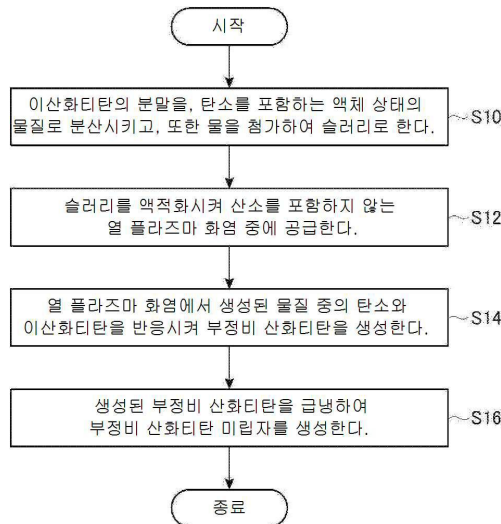 시작
이산화티탄의 분말을, 탄소를 포함하는 액체 상태의
물질로 분산시키고, 또한 물을 첨가하여 슬러리로 한다.
S10
슬러리를 액적화시켜 산소를 포함하지 않는
열 플라즈마 화염 중에 공급한다.
S12
열 플라즈마 화염에서 생성된 물질 중의 탄소와
이산화티탄을 반응시켜 부정비 산화티탄을 생성한다.
S14
생성된 부정비 산화티탄을 급냉하여
부정비 산화티탄 미립자를 생성한다.
S16
종료